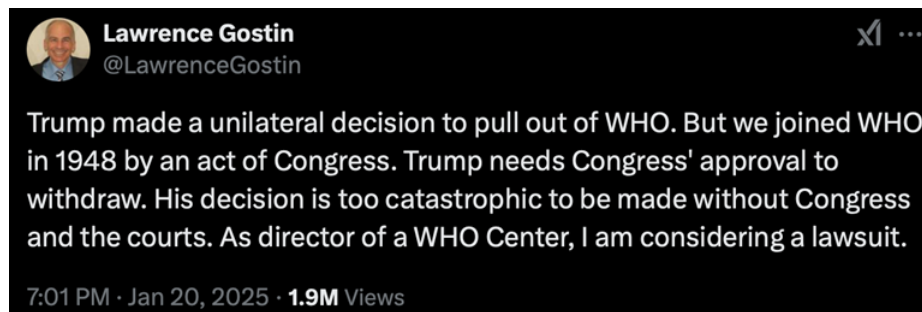 Lawrence Gostin
@LawrenceGostin
Trump made a unilateral decision to pull out of WHO. But we joined WHO
in 1948 by an act of Congress. Trump needs Congress' approval to
withdraw. His decision is too catastrophic to be made without Congress
and the courts. As director of a WHO Center, I am considering a lawsuit.
7:01 PM · Jan 20, 2025 · 1.9M Views